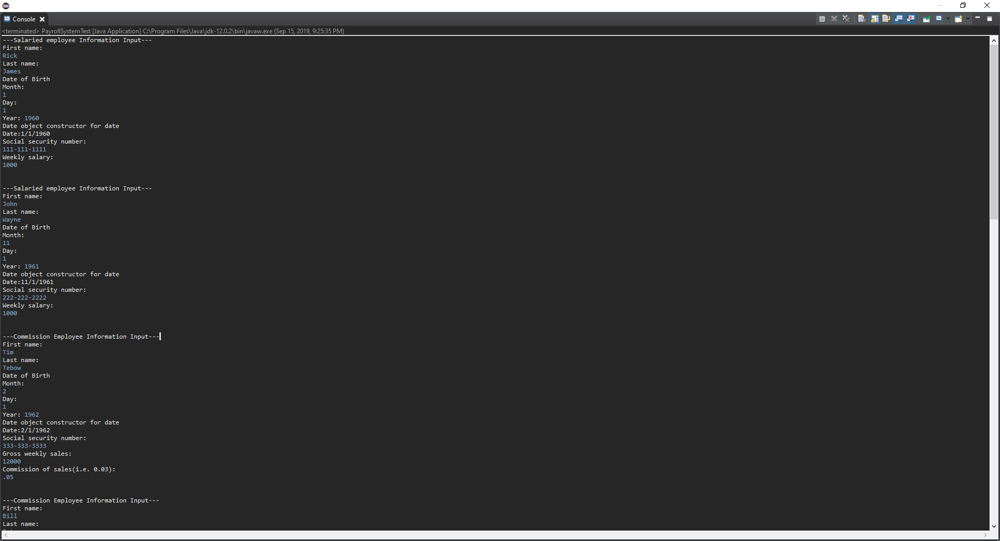 Console
<terminated> PayrollSystemTest [Java Application] C:\Program Files\Java\jdk-12.0.2\bin\javaw.exe (Sep 15, 2019, 9:25:35 PM)
---Salaried employee Information Input---
First name:
Rick
Last name:
James
Date of Birth
Month:
1
Day:
1
Year: 1960
Date object constructor for date
Date:1/1/1960
Social security number:
111-111-1111
Weekly salary:
1000
---Salaried employee Information Input---
First name:
John
Last name:
Wayne
Date of Birth
Month:
11
Day:
1
Year: 1961
Date object constructor for date
Date:11/1/1961
Social security number:
222-222-2222
Weekly salary:
1000
---Commission Employee Information Input---
First name:
Tim
Last name:
Tebow
Date of Birth
Month:
2
Day:
1
Year: 1962
Date object constructor for date
Date:2/1/1962
Social security number:
333-333-3333
Gross weekly sales:
12000
Commission of sales(i.e. 0.03):
.05
---Commission Employee Information Input---
First name:
Bill
Last name: